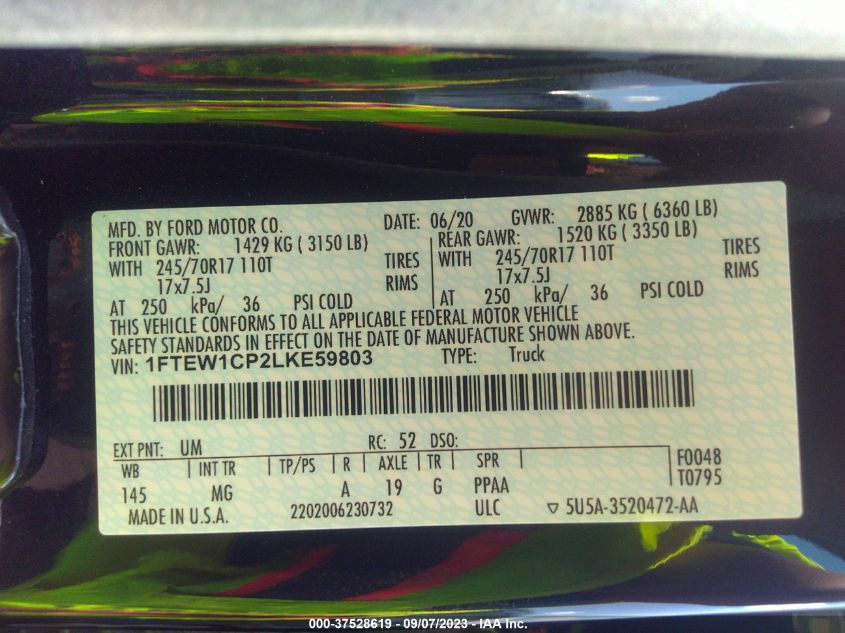 MFD. BY FORD MOTOR CO. DATE: 06/20 GVWR: 2885 KG ( 6360 LB)
FRONT GAWR: 1429 KG ( 3150 LB) REAR GAWR: 1520 KG ( 3350 LB)
WITH 245/70R17 110T TIRES WITH 245/70R17 110T TIRES
17x7.5J RIMS 17x7.5J RIMS
AT 250 kPa/ 36 PSI COLD AT 250 kPa/ 36 PSI COLD
THIS VEHICLE CONFORMS TO ALL APPLICABLE FEDERAL MOTOR VEHICLE
SAFETY STANDARDS IN EFFECT ON THE DATE OF MANUFACTURE SHOWN ABOVE.
VIN: 1FTEW1CP2LKE59803 TYPE: Truck
EXT PNT: UM RC: 52 DSO:
WB INT TR TP/PS R AXLE TR SPR F0048
145 MG A 19 G PPAA T0795
MADE IN U.S.A. 2202006230732 ULC ▽ 5U5A-3520472-AA
000-37528619 - 09/07/2023 - IAA Inc.